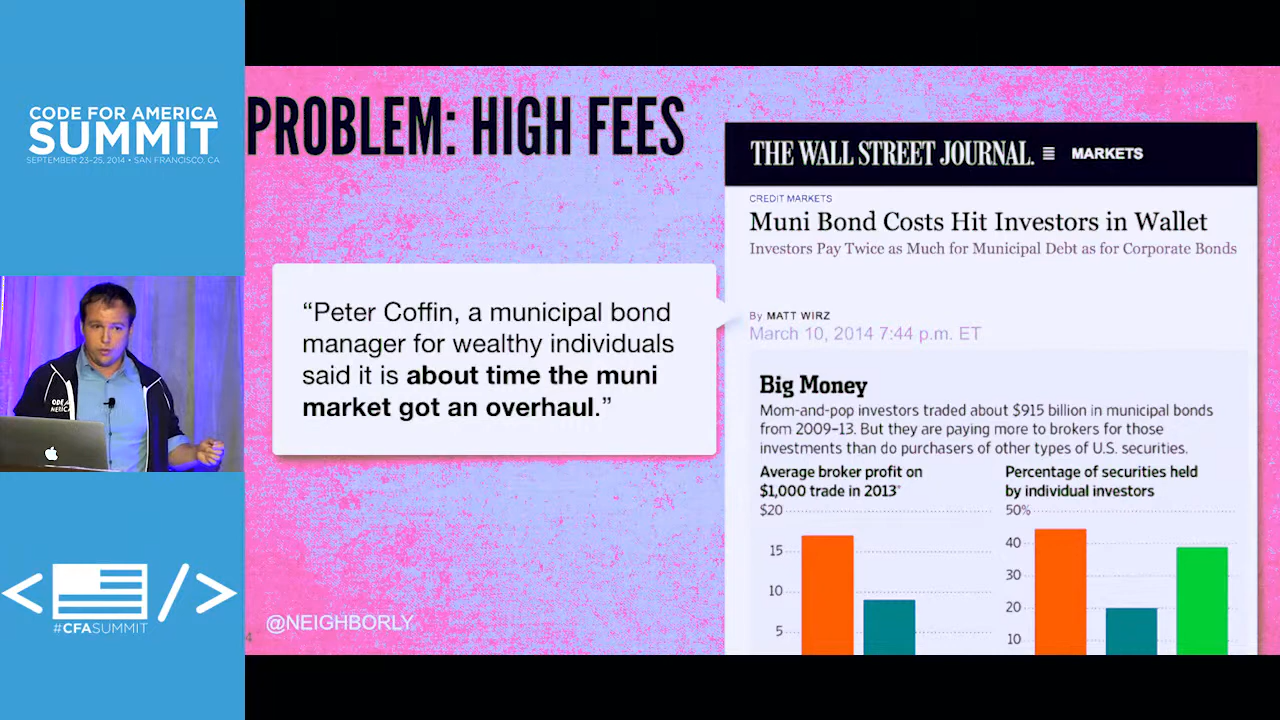 CODE FOR AMERICA
SUMMIT
SEPTEMBER 23-25, 2014 • SAN FRANCISCO, CA
PROBLEM: HIGH FEES
THE WALL STREET JOURNAL. ≡ MARKETS
CREDIT MARKETS
Muni Bond Costs Hit Investors in Wallet
Investors Pay Twice as Much for Municipal Debt as for Corporate Bonds
“Peter Coffin, a municipal bond
manager for wealthy individuals
said it is about time the muni
market got an overhaul.”
By MATT WIRZ
March 10, 2014 7:44 p.m. ET
Big Money
Mom-and-pop investors traded about $915 billion in municipal bonds
from 2009–13. But they are paying more to brokers for those
investments than do purchasers of other types of U.S. securities.
Average broker profit on
$1,000 trade in 2013*
$20
15
10
5
Percentage of securities held
by individual investors
50%
40
30
20
10
@NEIGHBORLY
4
</> 
#CFASUMMIT